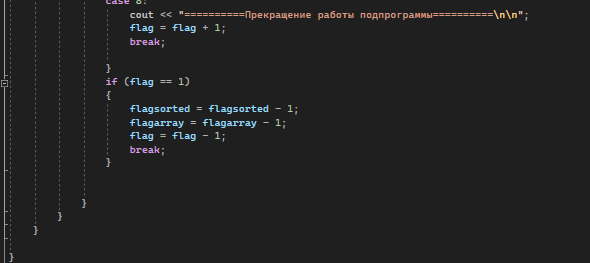 case 8:
cout << "==========Прекращение работы подпрограммы==========\n\n";
flag = flag + 1;
break;
}
if (flag == 1)
{
flagsorted = flagsorted - 1;
flagarray = flagarray - 1;
flag = flag - 1;
break;
}
}
}
}
}